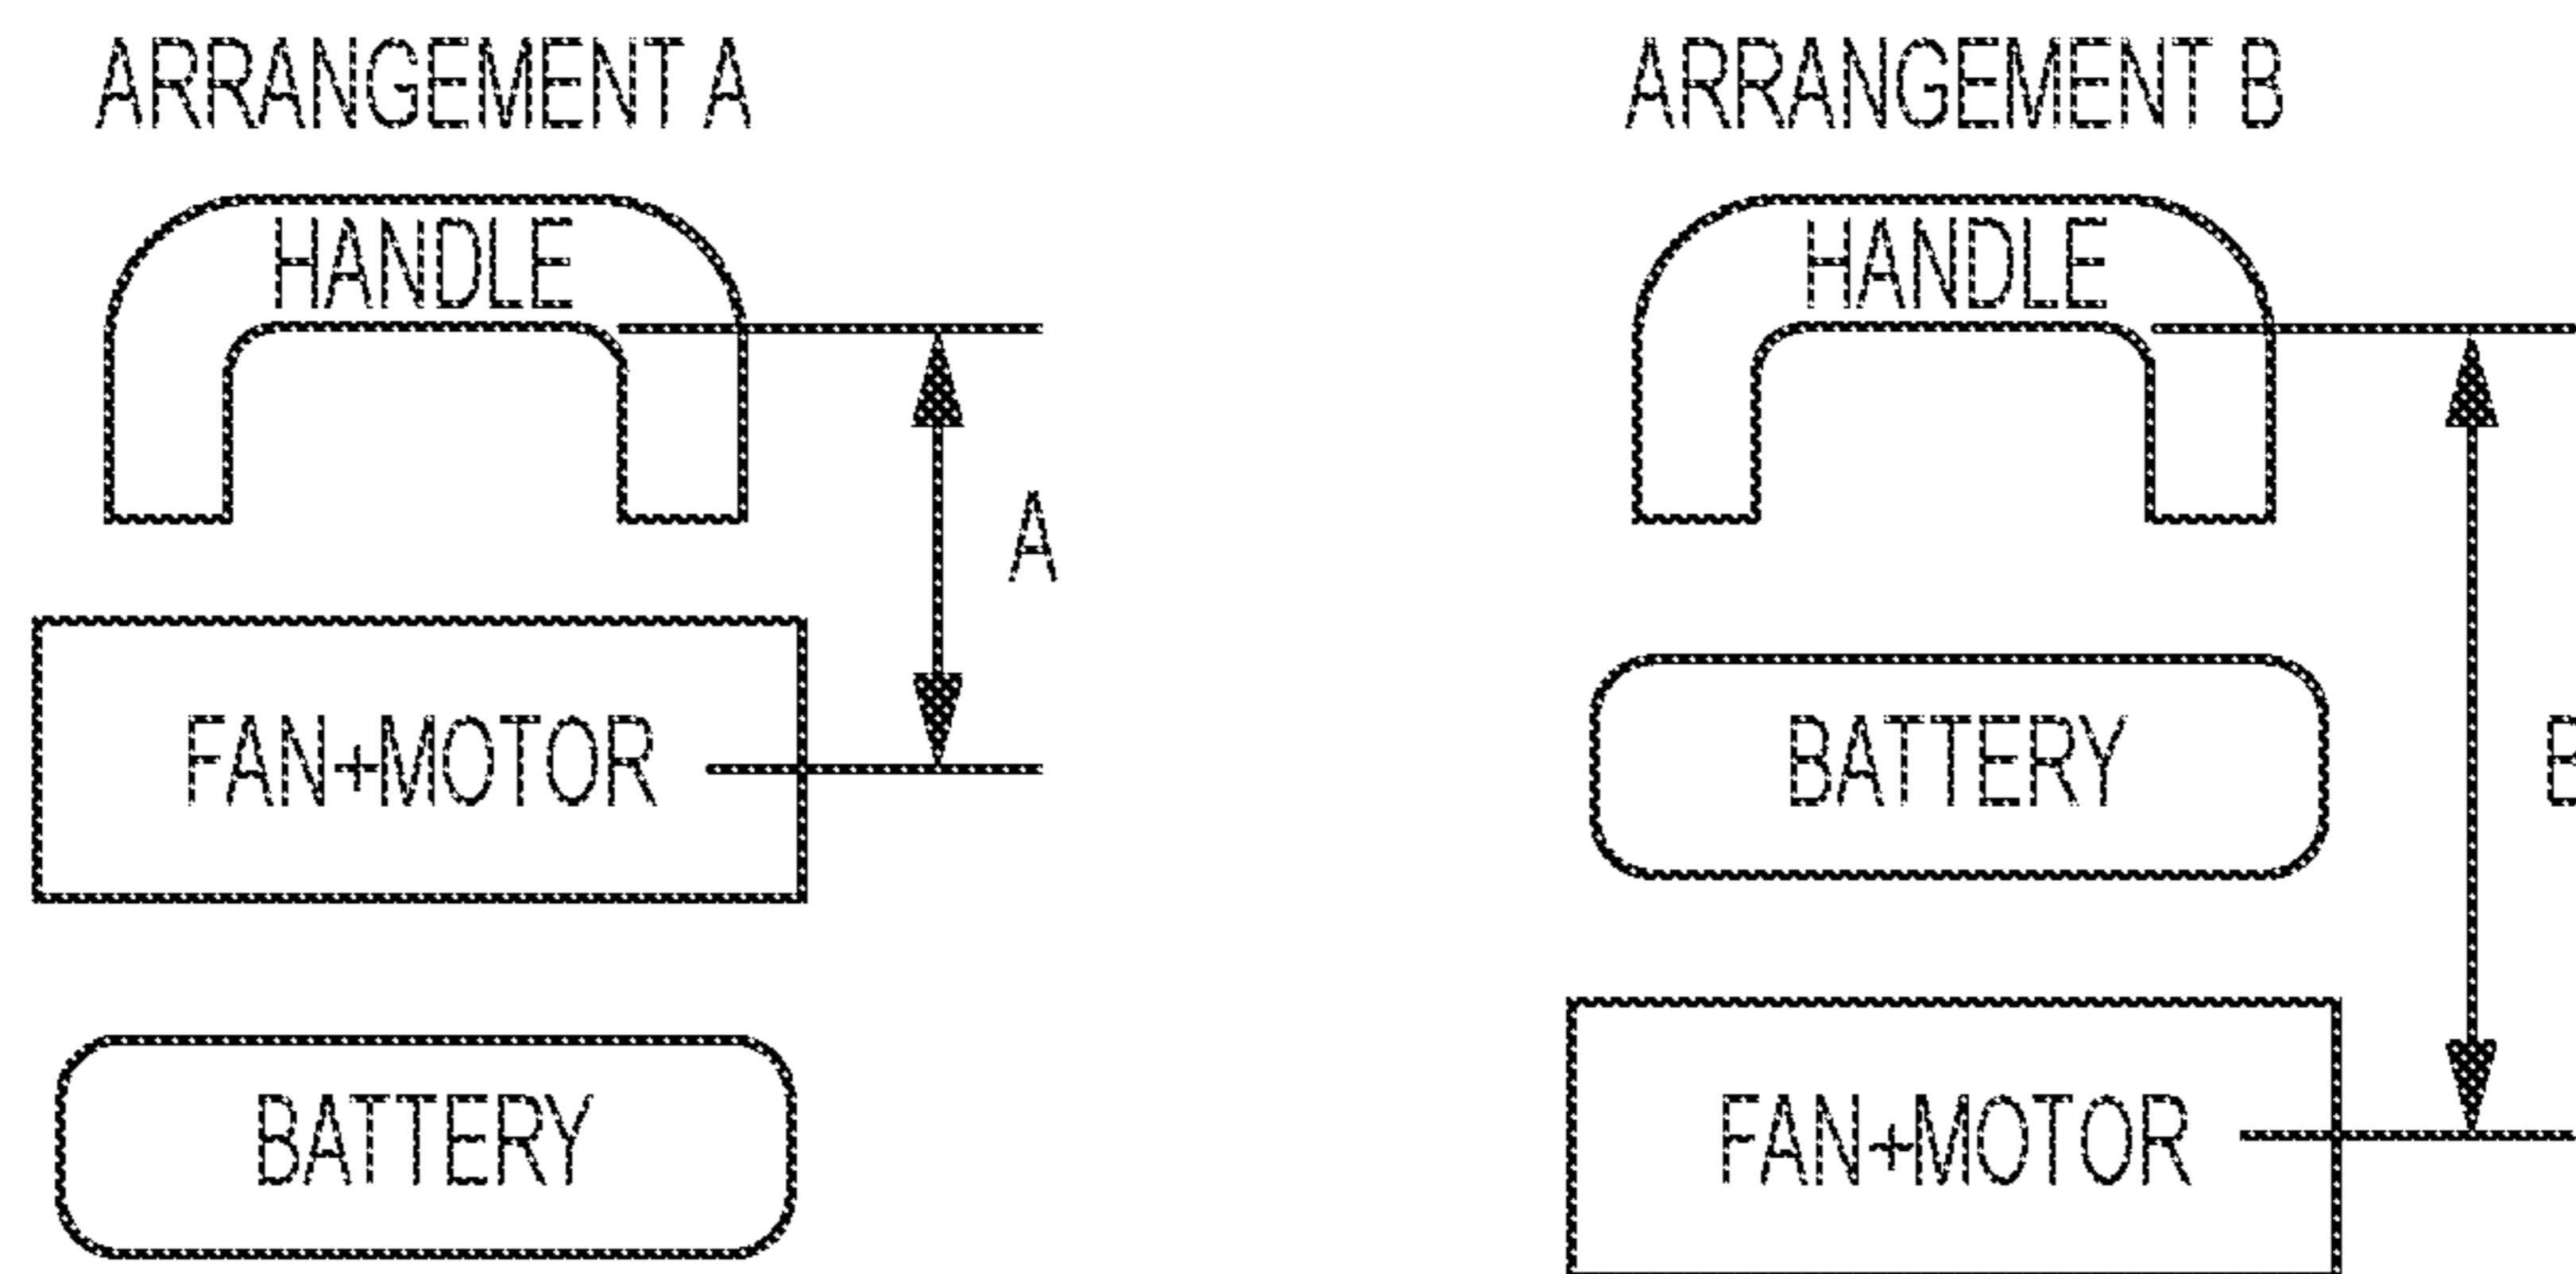 ARRANGEMENT A
HANDLE
A
FAN+MOTOR
BATTERY
ARRANGEMENT B
HANDLE
BATTERY
B
FAN+MOTOR